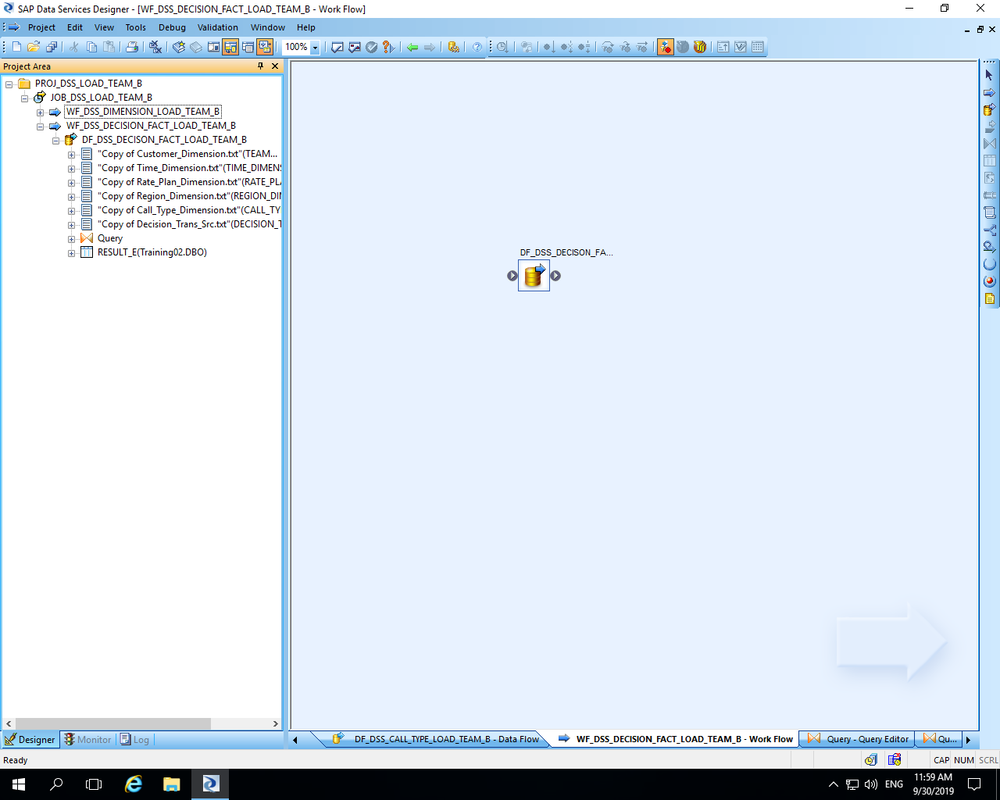 SAP Data Services Designer - [WF_DSS_DECISION_FACT_LOAD_TEAM_B - Work Flow]
Project Edit View Tools Debug Validation Window Help
100%
Project Area
PROJ_DSS_LOAD_TEAM_B
JOB_DSS_LOAD_TEAM_B
WF_DSS_DIMENSION_LOAD_TEAM_B
WF_DSS_DECISION_FACT_LOAD_TEAM_B
DF_DSS_DECISON_FACT_LOAD_TEAM_B
"Copy of Customer_Dimension.txt"(TEAM...
"Copy of Time_Dimension.txt"(TIME_DIMENS
"Copy of Rate_Plan_Dimension.txt"(RATE_PLA
"Copy of Region_Dimension.txt"(REGION_DI
"Copy of Call_Type_Dimension.txt"(CALL_TY
"Copy of Decision_Trans_Src.txt"(DECISION_T
Query
RESULT_E(Training02.DBO)
DF_DSS_DECISON_FA...
Designer Monitor Log
DF_DSS_CALL_TYPE_LOAD_TEAM_B - Data Flow WF_DSS_DECISION_FACT_LOAD_TEAM_B - Work Flow Query - Query Editor Qu...
Ready CAP NUM SCRL
ENG
11:59 AM
9/30/2019